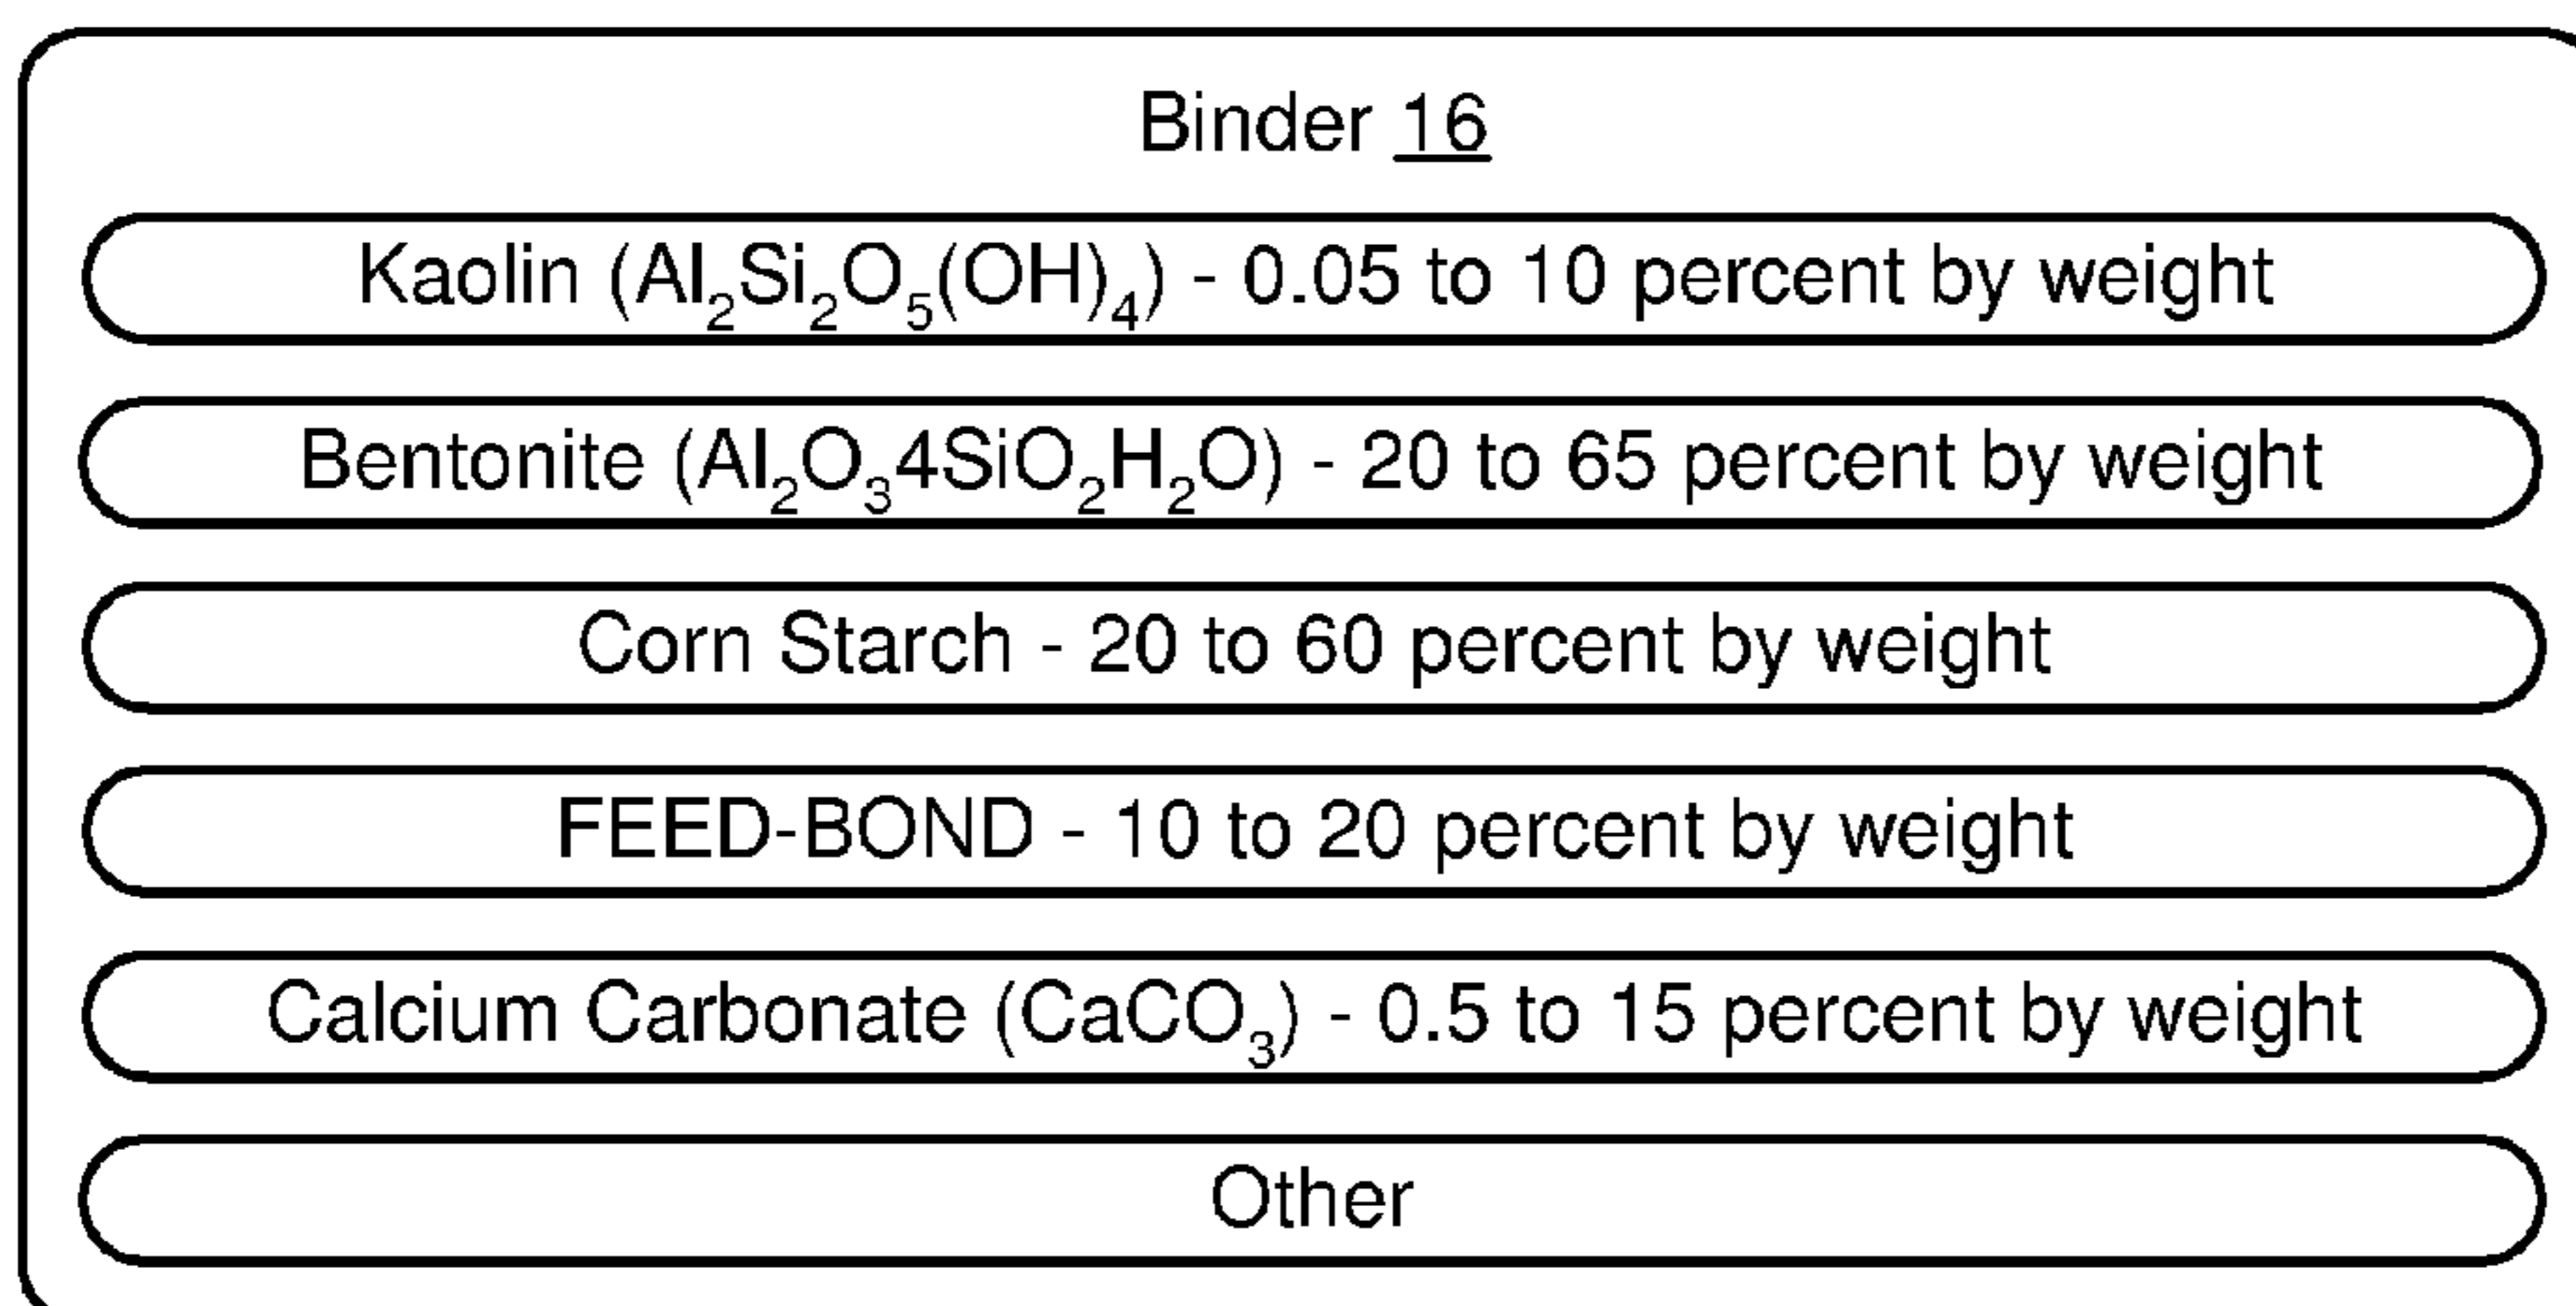 Binder 16
Kaolin (Al₂Si₂O₅(OH)₄) - 0.05 to 10 percent by weight
Bentonite (Al₂O₃4SiO₂H₂O) - 20 to 65 percent by weight
Corn Starch - 20 to 60 percent by weight
FEED-BOND - 10 to 20 percent by weight
Calcium Carbonate (CaCO₃) - 0.5 to 15 percent by weight
Other